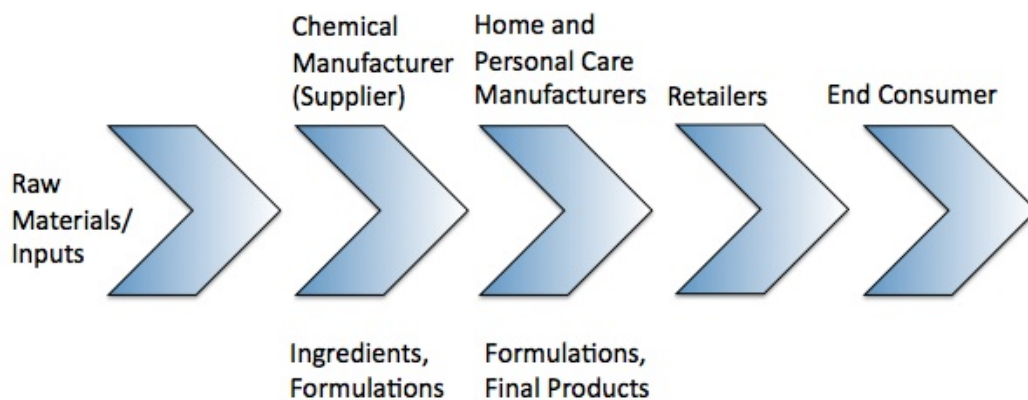 Chemical
Manufacturer
(Supplier)
Home and
Personal Care
Manufacturers
Retailers
End Consumer
Raw
Materials/
Inputs
Ingredients,
Formulations
Formulations,
Final Products